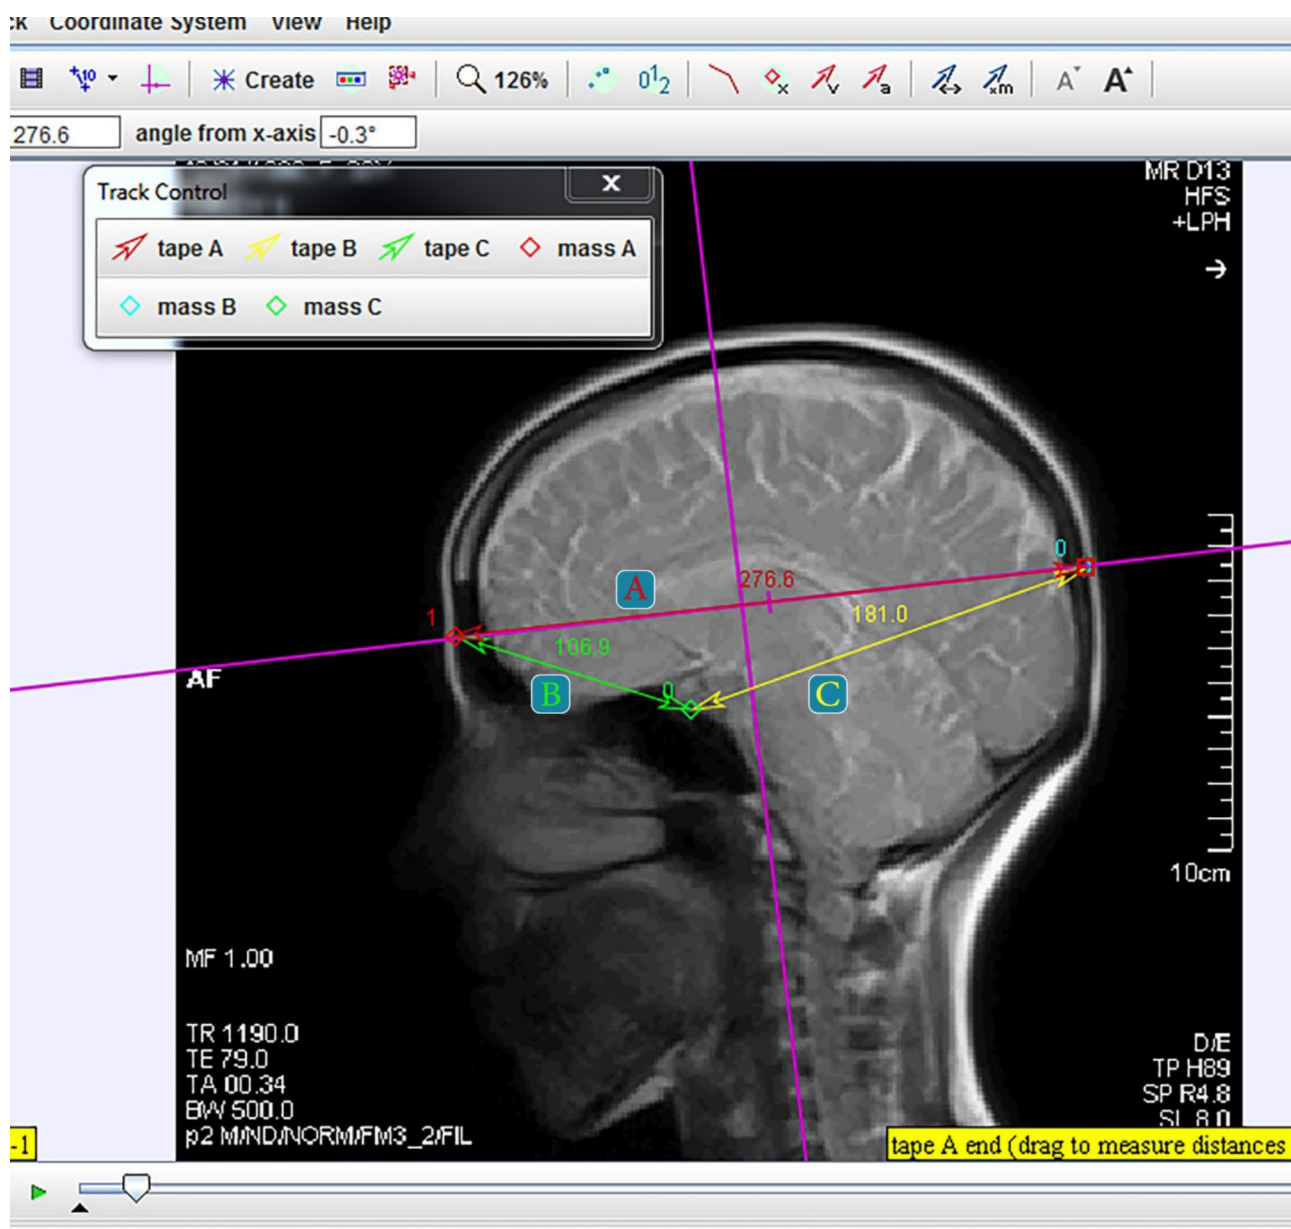 Coordinate System View Help
Create 126%
276.6 angle from x-axis -0.3°
Track Control
tape A tape B tape C mass A
mass B mass C
MR D13
HFS
+LPH
0
276.6
A
181.0
1
AF
B
0
C
10cm
MF 1.00
TR 1190.0
TE 79.0
TA 00.34
BW 500.0
p2 M/ND/NORM/FM3_2/FIL
D/E
TP H89
SP R4.8
SL 8.0
-1
tape A end (drag to measure distances